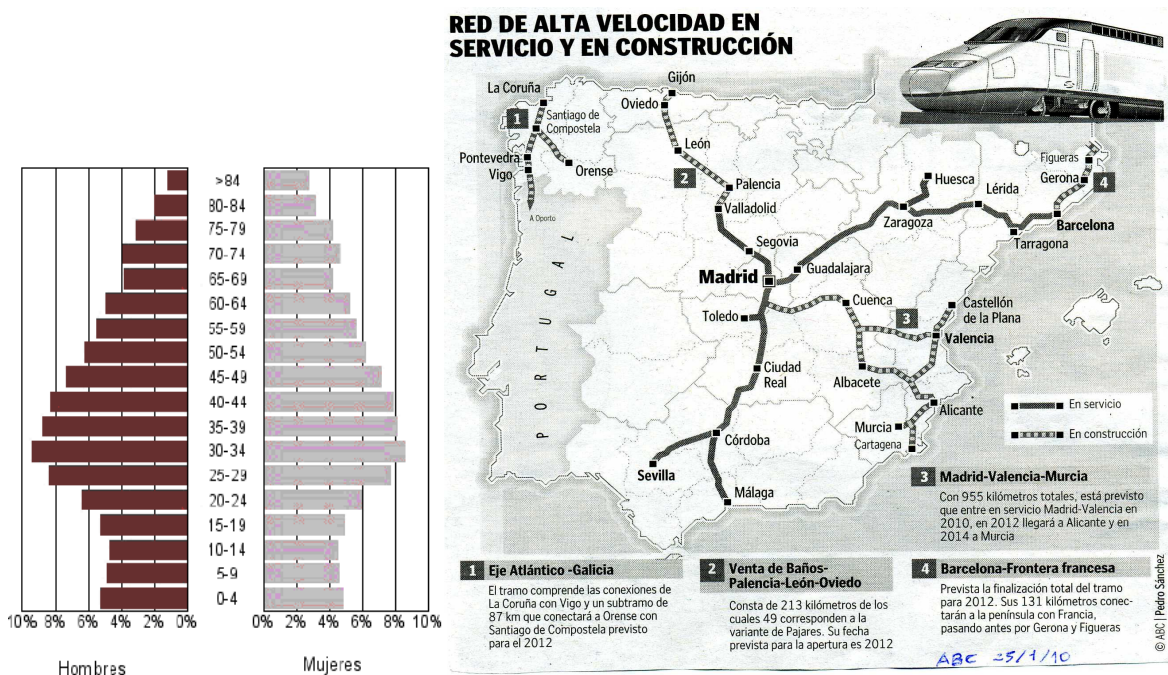 >84
80-84
75-79
70-74
65-69
60-64
55-59
50-54
45-49
40-44
35-39
30-34
25-29
20-24
15-19
10-14
5-9
0-4
10% 8% 6% 4% 2% 0%
0% 2% 4% 6% 8% 10%
Hombres
Mujeres
RED DE ALTA VELOCIDAD EN
SERVICIO Y EN CONSTRUCCIÓN
La Coruña
Gijón
Oviedo
1
Santiago de
Compostela
León
Pontevedra
Vigo
Orense
2
Palencia
A Oporto
Valladolid
Huesca
Lérida
Figueras
Gerona
4
Zaragoza
Barcelona
Tarragona
Segovia
Madrid
Guadalajara
PORTUGAL
Toledo
Cuenca
3
Castellón
de la Plana
Valencia
Ciudad
Real
Albacete
Alicante
Murcia
Cartagena
Córdoba
Sevilla
Málaga
En servicio
En construcción
3 Madrid-Valencia-Murcia
Con 955 kilómetros totales, está previsto
que entre en servicio Madrid-Valencia en
2010, en 2012 llegará a Alicante y en
2014 a Murcia
1 Eje Atlántico -Galicia
El tramo comprende las conexiones de
La Coruña con Vigo y un subtramo de
87 km que conectará a Orense con
Santiago de Compostela previsto
para el 2012
2 Venta de Baños-
Palencia-León-Oviedo
Consta de 213 kilómetros de los
cuales 49 corresponden a la
variante de Pajares. Su fecha
prevista para la apertura es 2012
4 Barcelona-Frontera francesa
Prevista la finalización total del tramo
para 2012. Sus 131 kilómetros conec-
tarán a la península con Francia,
pasando antes por Gerona y Figueras
© ABC | Pedro Sánchez
ABC 25/1/10